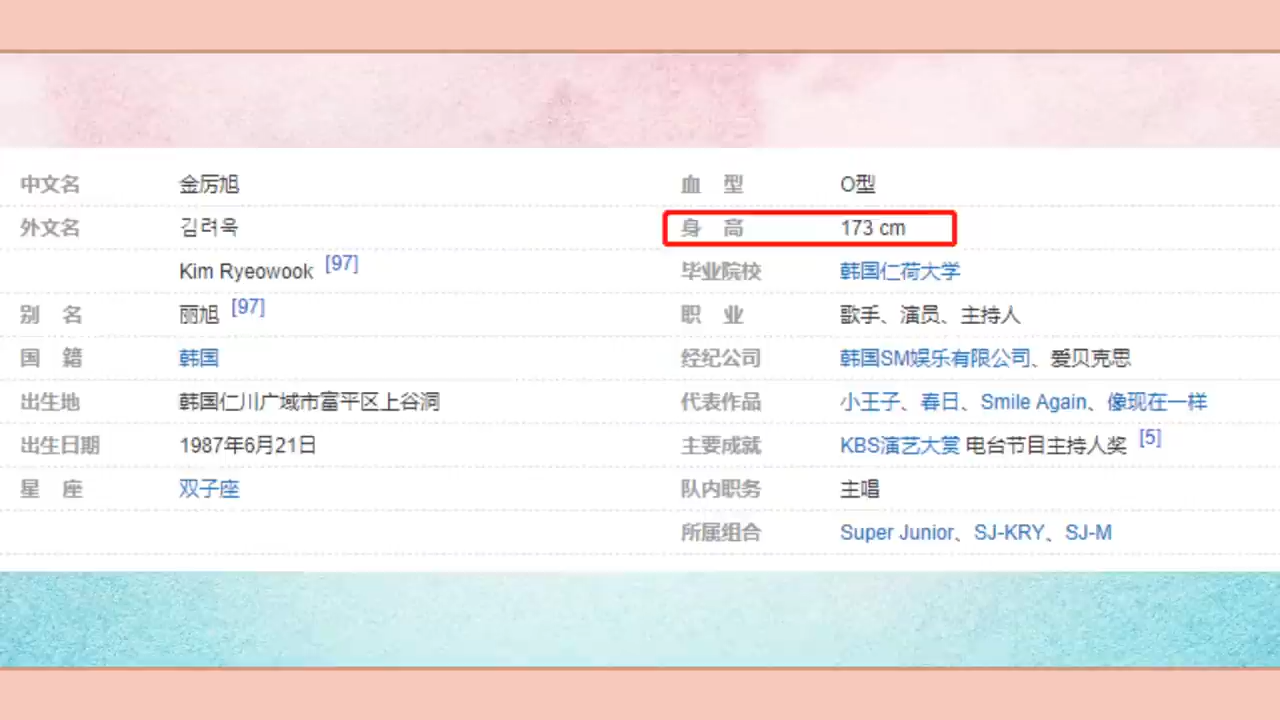 中文名 金厉旭
外文名 김려욱
Kim Ryeowook [97]
别 名 丽旭 [97]
国 籍 韩国
出生地 韩国仁川广域市富平区上谷洞
出生日期 1987年6月21日
星 座 双子座
血 型 O型
身 高 173 cm
毕业院校 韩国仁荷大学
职 业 歌手、演员、主持人
经纪公司 韩国SM娱乐有限公司、爱贝克思
代表作品 小王子、春日、Smile Again、像现在一样
主要成就 KBS演艺大赏 电台节目主持人奖 [5]
队内职务 主唱
所属组合 Super Junior、SJ-KRY、SJ-M